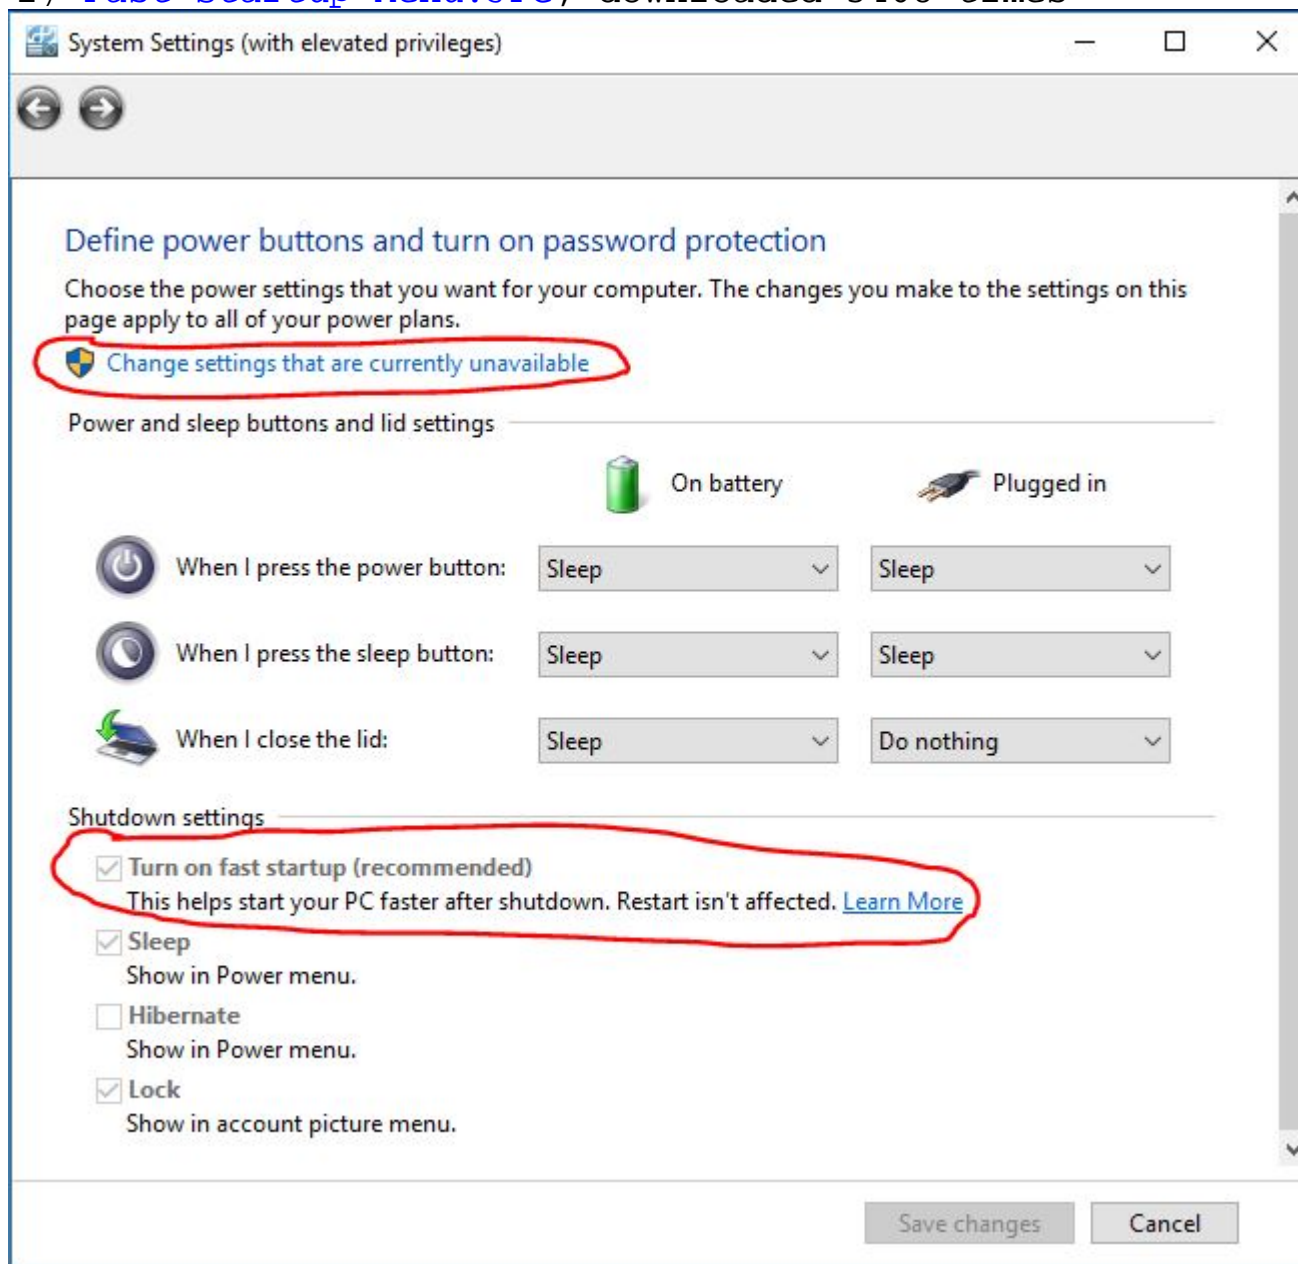 System Settings (with elevated privileges)
Define power buttons and turn on password protection
Choose the power settings that you want for your computer. The changes you make to the settings on this
page apply to all of your power plans.
Change settings that are currently unavailable
Power and sleep buttons and lid settings
On battery Plugged in
When I press the power button: Sleep Sleep
When I press the sleep button: Sleep Sleep
When I close the lid: Sleep Do nothing
Shutdown settings
Turn on fast startup (recommended)
This helps start your PC faster after shutdown. Restart isn't affected. Learn More
Sleep
Show in Power menu.
Hibernate
Show in Power menu.
Lock
Show in account picture menu.
Save changes Cancel